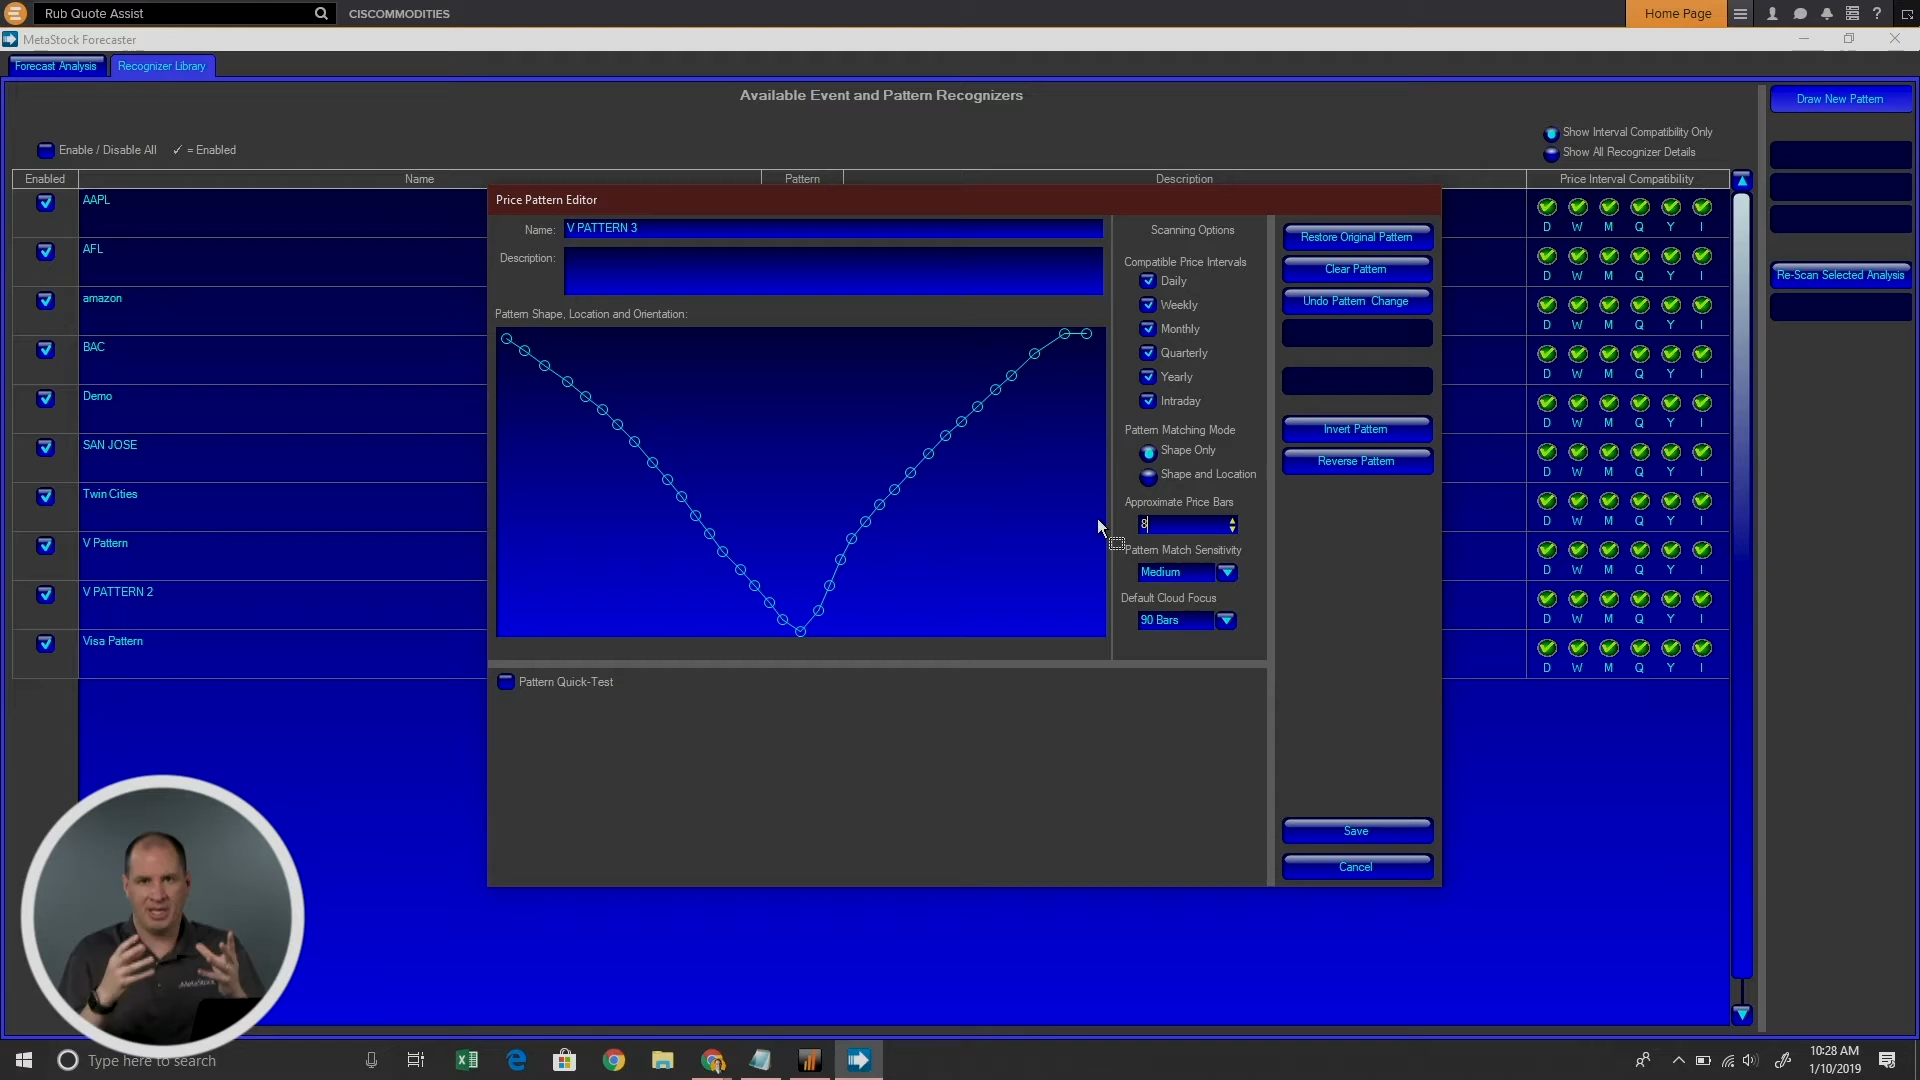 Rub Quote Assist
CISCOMMODITIES
Home Page
?
MetaStock Forecaster
Forecast Analysis
Recognizer Library
Available Event and Pattern Recognizers
Draw New Pattern
Show Interval Compatibility Only
Enable / Disable All
✓ = Enabled
Show All Recognizer Details
Enabled
Name
Pattern
Description
Price Interval Compatibility
AAPL
D W M Q Y I
AFL
D W M Q Y I
amazon
D W M Q Y I
BAC
D W M Q Y I
Demo
D W M Q Y I
SAN JOSE
D W M Q Y I
Twin Cities
D W M Q Y I
V Pattern
D W M Q Y I
V PATTERN 2
D W M Q Y I
Visa Pattern
D W M Q Y I
Re-Scan Selected Analysis
Price Pattern Editor
Name:
V PATTERN 3
Description:
Pattern Shape, Location and Orientation:
Scanning Options
Compatible Price Intervals
Daily
Weekly
Monthly
Quarterly
Yearly
Intraday
Pattern Matching Mode
Shape Only
Shape and Location
Approximate Price Bars
8
Pattern Match Sensitivity
Medium
Default Cloud Focus
90 Bars
Restore Original Pattern
Clear Pattern
Undo Pattern Change
Invert Pattern
Reverse Pattern
Pattern Quick-Test
Save
Cancel
MetaStock
Type here to search
10:28 AM
1/10/2019